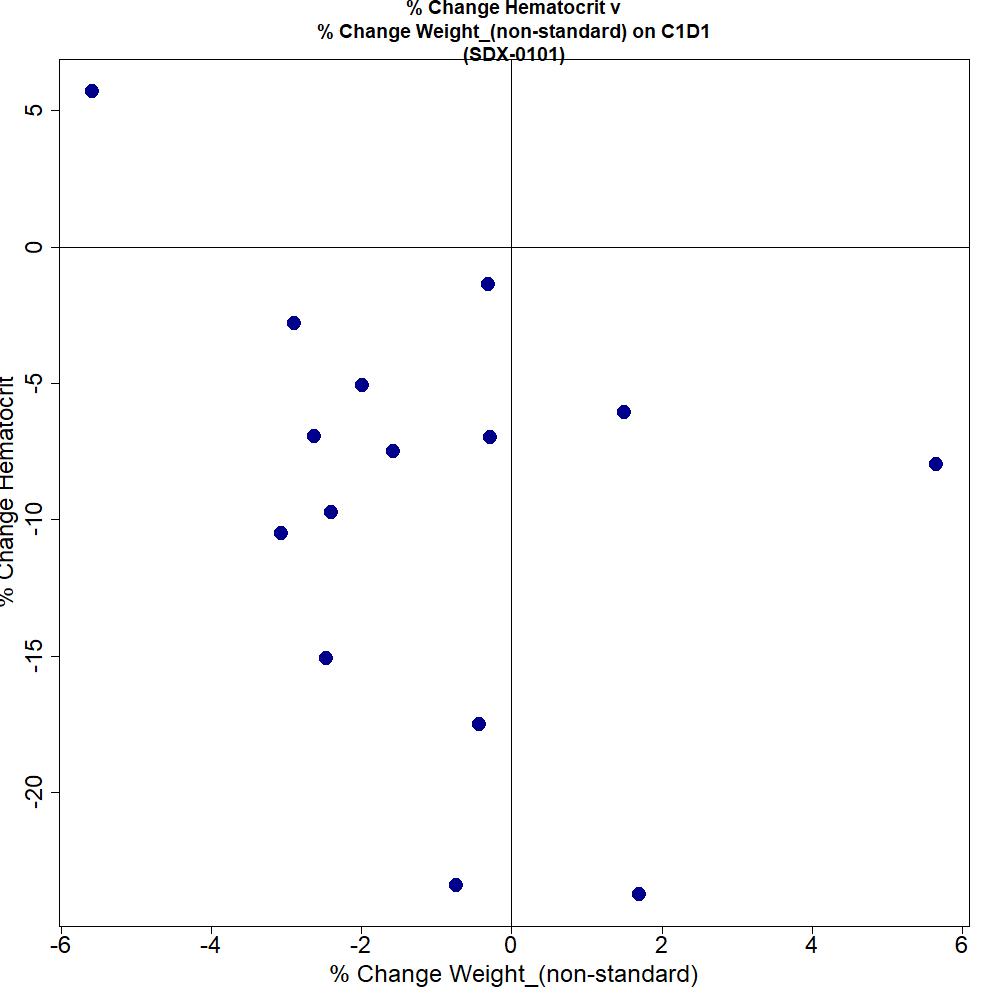 % Change Hematocrit v
% Change Weight_(non-standard) on C1D1
(SDX-0101)
% Change Hematocrit
5
0
-5
-10
-15
-20
-6 -4 -2 0 2 4 6
% Change Weight_(non-standard)